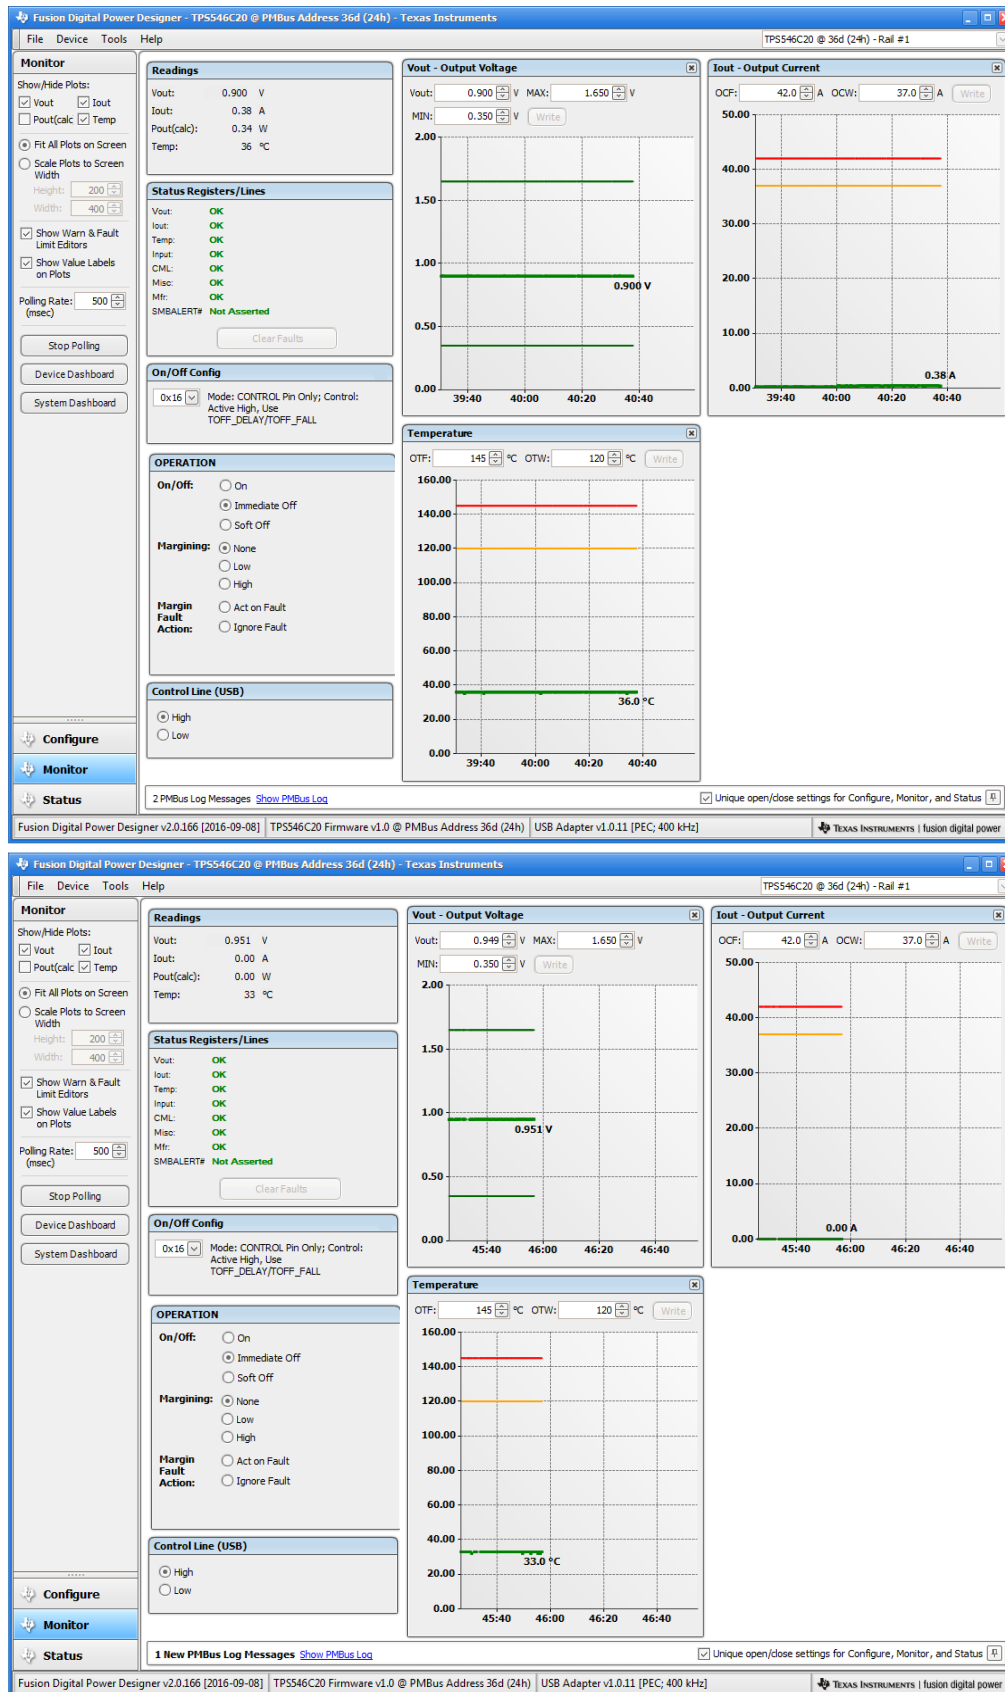 Fusion Digital Power Designer - TPS546C20 @ PMBus Address 36d (24h) - Texas Instruments
File Device Tools Help
TPS546C20 @ 36d (24h) - Rail #1
Monitor
Show/Hide Plots:
Vout Iout
Pout(calc Temp
Fit All Plots on Screen
Scale Plots to Screen
Width
Height: 200
Width: 400
Show Warn & Fault
Limit Editors
Show Value Labels
on Plots
Polling Rate: 500
(msec)
Stop Polling
Device Dashboard
System Dashboard
Configure
Monitor
Status
Readings
Vout: 0.900 V
Iout: 0.38 A
Pout(calc): 0.34 W
Temp: 36 °C
Status Registers/Lines
Vout: OK
Iout: OK
Temp: OK
Input: OK
CML: OK
Misc: OK
Mfr: OK
SMBALERT# Not Asserted
Clear Faults
On/Off Config
0x16 Mode: CONTROL Pin Only; Control:
Active High, Use
TOFF_DELAY/TOFF_FALL
OPERATION
On/Off: On
Immediate Off
Soft Off
Margining: None
Low
High
Margin Act on Fault
Fault
Action: Ignore Fault
Control Line (USB)
High
Low
Vout - Output Voltage
Vout: 0.900 V MAX: 1.650 V
MIN: 0.350 V Write
2.00
1.50
1.00
0.900 V
0.50
0.00
39:40 40:00 40:20 40:40
Iout - Output Current
OCF: 42.0 A OCW: 37.0 A Write
50.00
40.00
30.00
20.00
10.00
0.38 A
0.00
39:40 40:00 40:20 40:40
Temperature
OTF: 145 °C OTW: 120 °C Write
160.00
140.00
120.00
100.00
80.00
60.00
40.00
36.0 °C
20.00
0.00
39:40 40:00 40:20 40:40
2 PMBus Log Messages Show PMBus Log
Unique open/close settings for Configure, Monitor, and Status
Fusion Digital Power Designer v2.0.166 [2016-09-08] TPS546C20 Firmware v1.0 @ PMBus Address 36d (24h) USB Adapter v1.0.11 [PEC; 400 kHz] TEXAS INSTRUMENTS | fusion digital power
Fusion Digital Power Designer - TPS546C20 @ PMBus Address 36d (24h) - Texas Instruments
File Device Tools Help
TPS546C20 @ 36d (24h) - Rail #1
Monitor
Show/Hide Plots:
Vout Iout
Pout(calc Temp
Fit All Plots on Screen
Scale Plots to Screen
Width
Height: 200
Width: 400
Show Warn & Fault
Limit Editors
Show Value Labels
on Plots
Polling Rate: 500
(msec)
Stop Polling
Device Dashboard
System Dashboard
Configure
Monitor
Status
Readings
Vout: 0.951 V
Iout: 0.00 A
Pout(calc): 0.00 W
Temp: 33 °C
Status Registers/Lines
Vout: OK
Iout: OK
Temp: OK
Input: OK
CML: OK
Misc: OK
Mfr: OK
SMBALERT# Not Asserted
Clear Faults
On/Off Config
0x16 Mode: CONTROL Pin Only; Control:
Active High, Use
TOFF_DELAY/TOFF_FALL
OPERATION
On/Off: On
Immediate Off
Soft Off
Margining: None
Low
High
Margin Act on Fault
Fault
Action: Ignore Fault
Control Line (USB)
High
Low
Vout - Output Voltage
Vout: 0.949 V MAX: 1.650 V
MIN: 0.350 V Write
2.00
1.50
1.00
0.951 V
0.50
0.00
45:40 46:00 46:20 46:40
Iout - Output Current
OCF: 42.0 A OCW: 37.0 A Write
50.00
40.00
30.00
20.00
10.00
0.00 A
0.00
45:40 46:00 46:20 46:40
Temperature
OTF: 145 °C OTW: 120 °C Write
160.00
140.00
120.00
100.00
80.00
60.00
40.00
33.0 °C
20.00
0.00
45:40 46:00 46:20 46:40
1 New PMBus Log Messages Show PMBus Log
Unique open/close settings for Configure, Monitor, and Status
Fusion Digital Power Designer v2.0.166 [2016-09-08] TPS546C20 Firmware v1.0 @ PMBus Address 36d (24h) USB Adapter v1.0.11 [PEC; 400 kHz] TEXAS INSTRUMENTS | fusion digital power